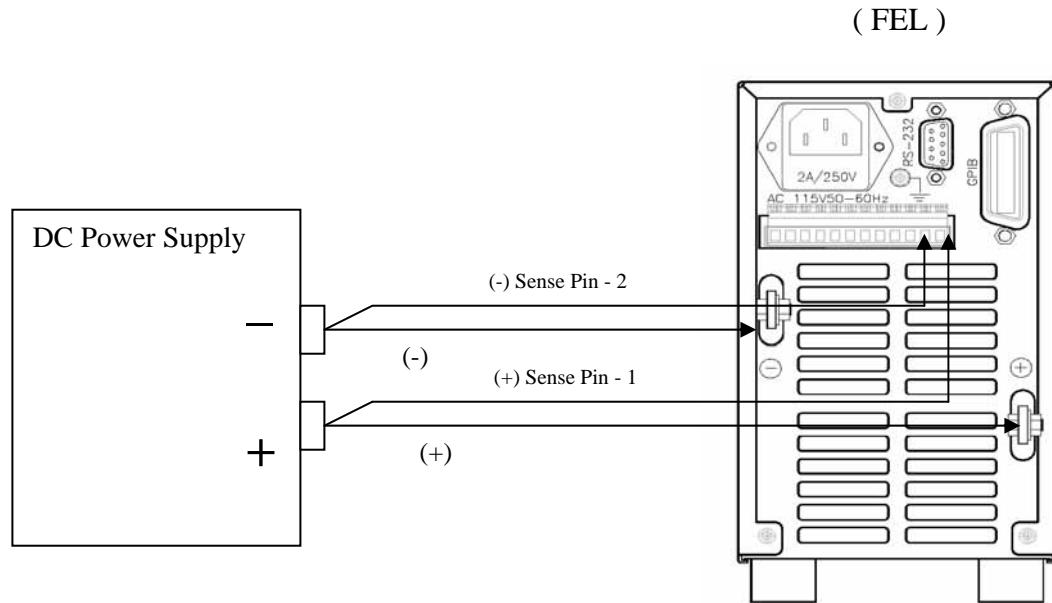 ( FEL )
RS-232
GPIB
2A/250V
AC 115V50-60Hz
DC Power Supply
(-) Sense Pin - 2
−
(-)
(+) Sense Pin - 1
− +
+
(+)